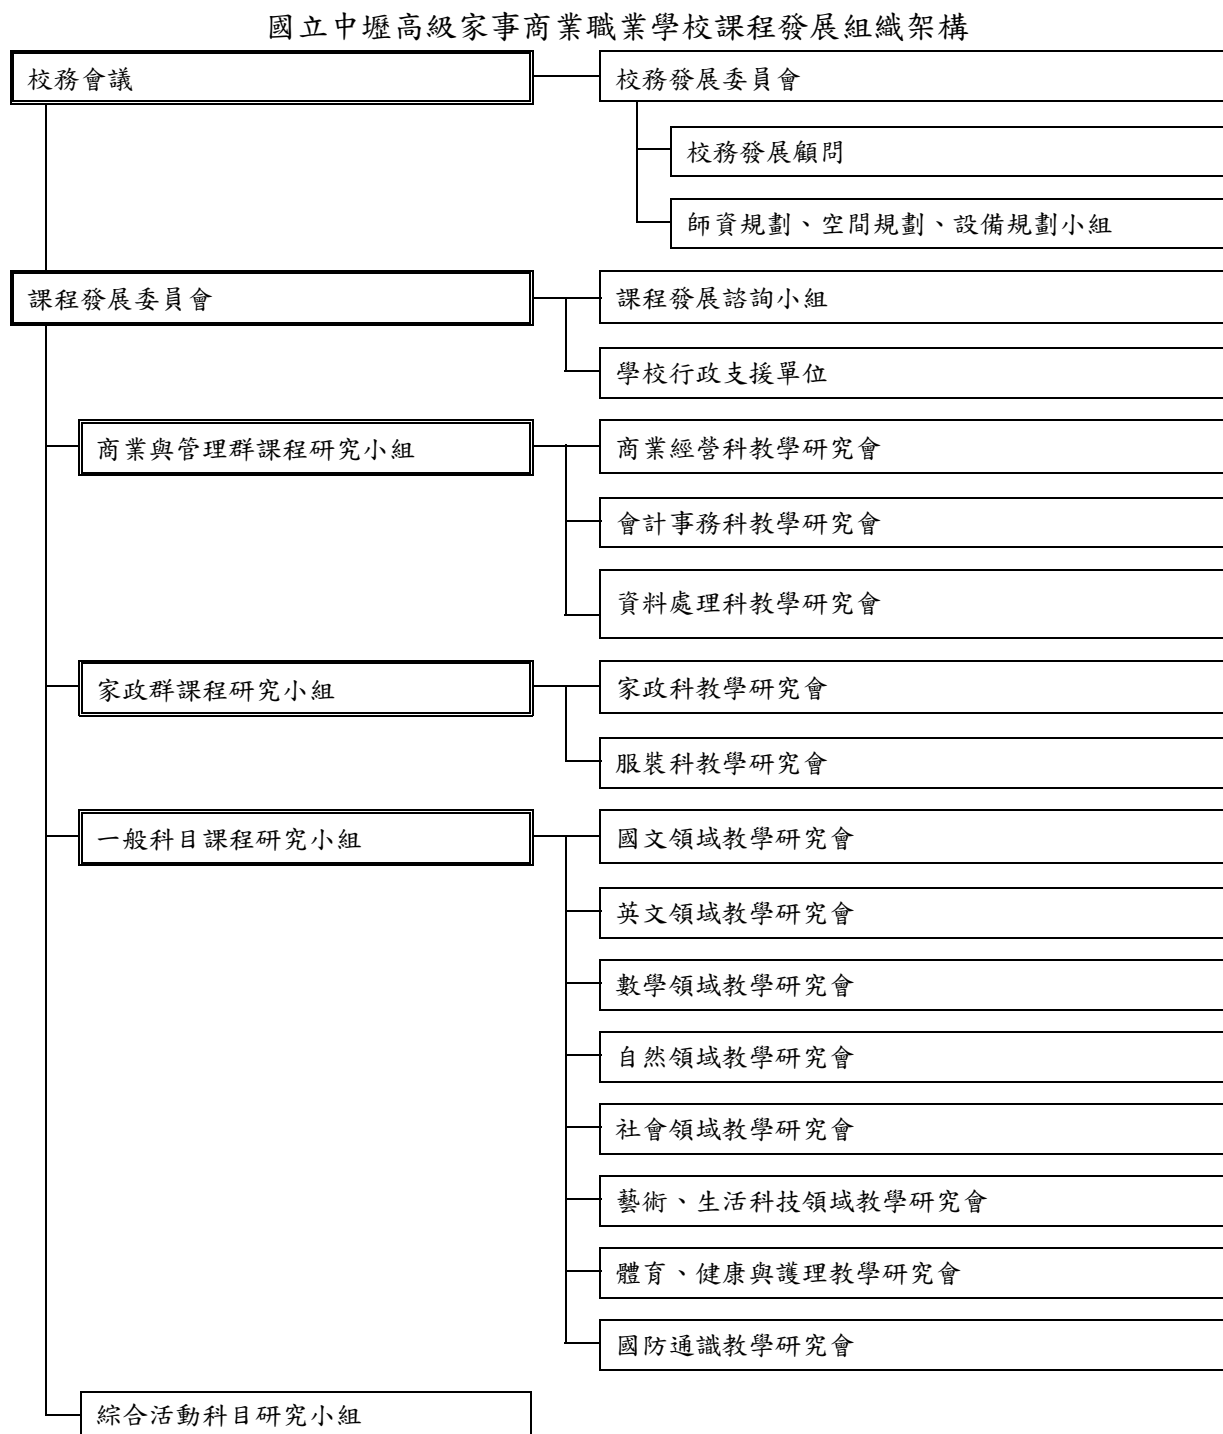 國立中壢高級家事商業職業學校課程發展組織架構
校務會議
校務發展委員會
校務發展顧問
師資規劃、空間規劃、設備規劃小組
課程發展委員會
課程發展諮詢小組
學校行政支援單位
商業與管理群課程研究小組
商業經營科教學研究會
會計事務科教學研究會
資料處理科教學研究會
家政群課程研究小組
家政科教學研究會
服裝科教學研究會
一般科目課程研究小組
國文領域教學研究會
英文領域教學研究會
數學領域教學研究會
自然領域教學研究會
社會領域教學研究會
藝術、生活科技領域教學研究會
體育、健康與護理教學研究會
國防通識教學研究會
綜合活動科目研究小組